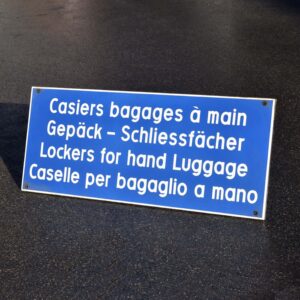 Casiers bagages à main
Gepäck – Schliessfächer
Lockers for hand Luggage
Caselle per bagaglio a mano